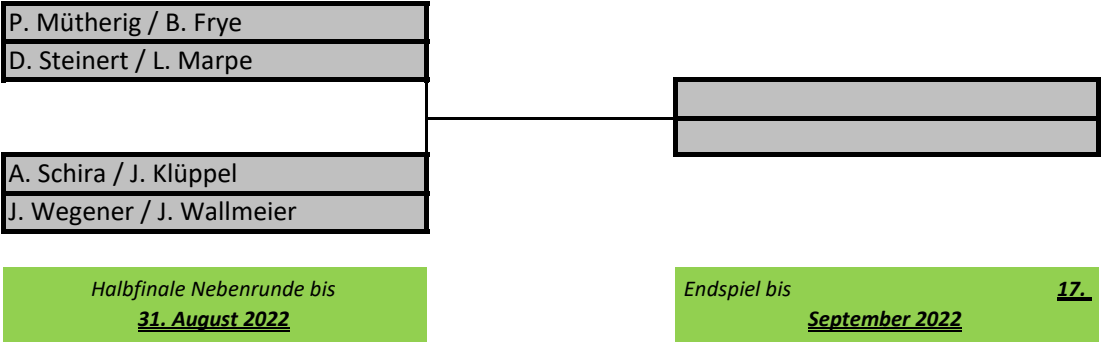 P. Mütherig / B. Frye
D. Steinert / L. Marpe
A. Schira / J. Klüppel
J. Wegener / J. Wallmeier
Halbfinale Nebenrunde bis
31. August 2022
Endspiel bis 17.
September 2022